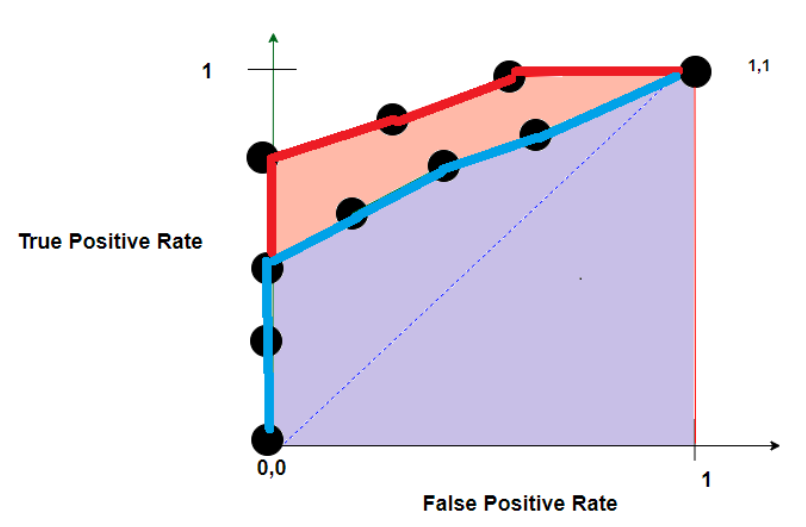 1
1,1
True Positive Rate
0,0
1
False Positive Rate